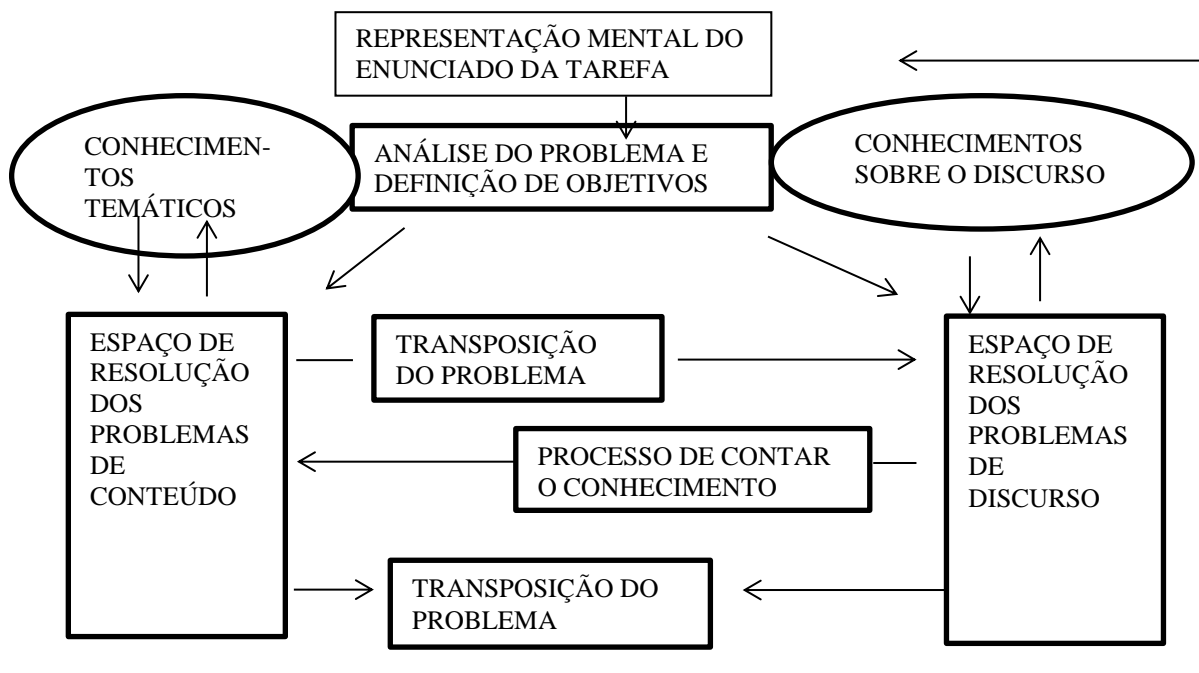 REPRESENTAÇÃO MENTAL DO
ENUNCIADO DA TAREFA
CONHECIMEN-
TOS
TEMÁTICOS
ANÁLISE DO PROBLEMA E
DEFINIÇÃO DE OBJETIVOS
CONHECIMENTOS
SOBRE O DISCURSO
ESPAÇO DE
RESOLUÇÃO
DOS
PROBLEMAS
DE
CONTEÚDO
TRANSPOSIÇÃO
DO PROBLEMA
ESPAÇO DE
RESOLUÇÃO
DOS
PROBLEMAS
DE
DISCURSO
PROCESSO DE CONTAR
O CONHECIMENTO
TRANSPOSIÇÃO DO
PROBLEMA